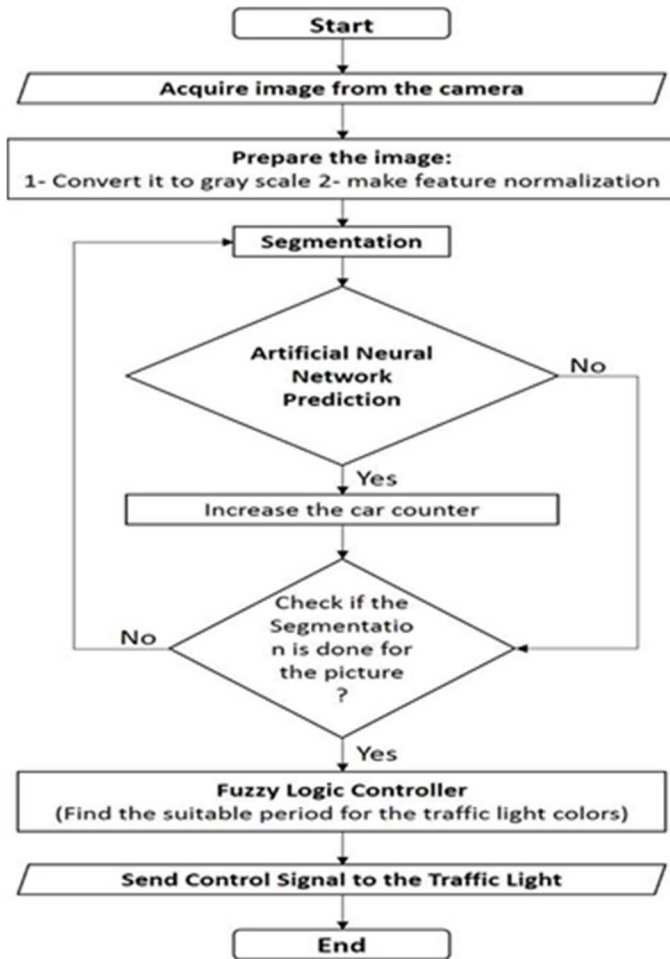 Start
Acquire image from the camera
Prepare the image:
1- Convert it to gray scale 2- make feature normalization
Segmentation
Artificial Neural
Network
Prediction
No
Yes
Increase the car counter
Check if the
Segmentatio
n is done for
the picture
?
No
Yes
Fuzzy Logic Controller
(Find the suitable period for the traffic light colors)
Send Control Signal to the Traffic Light
End